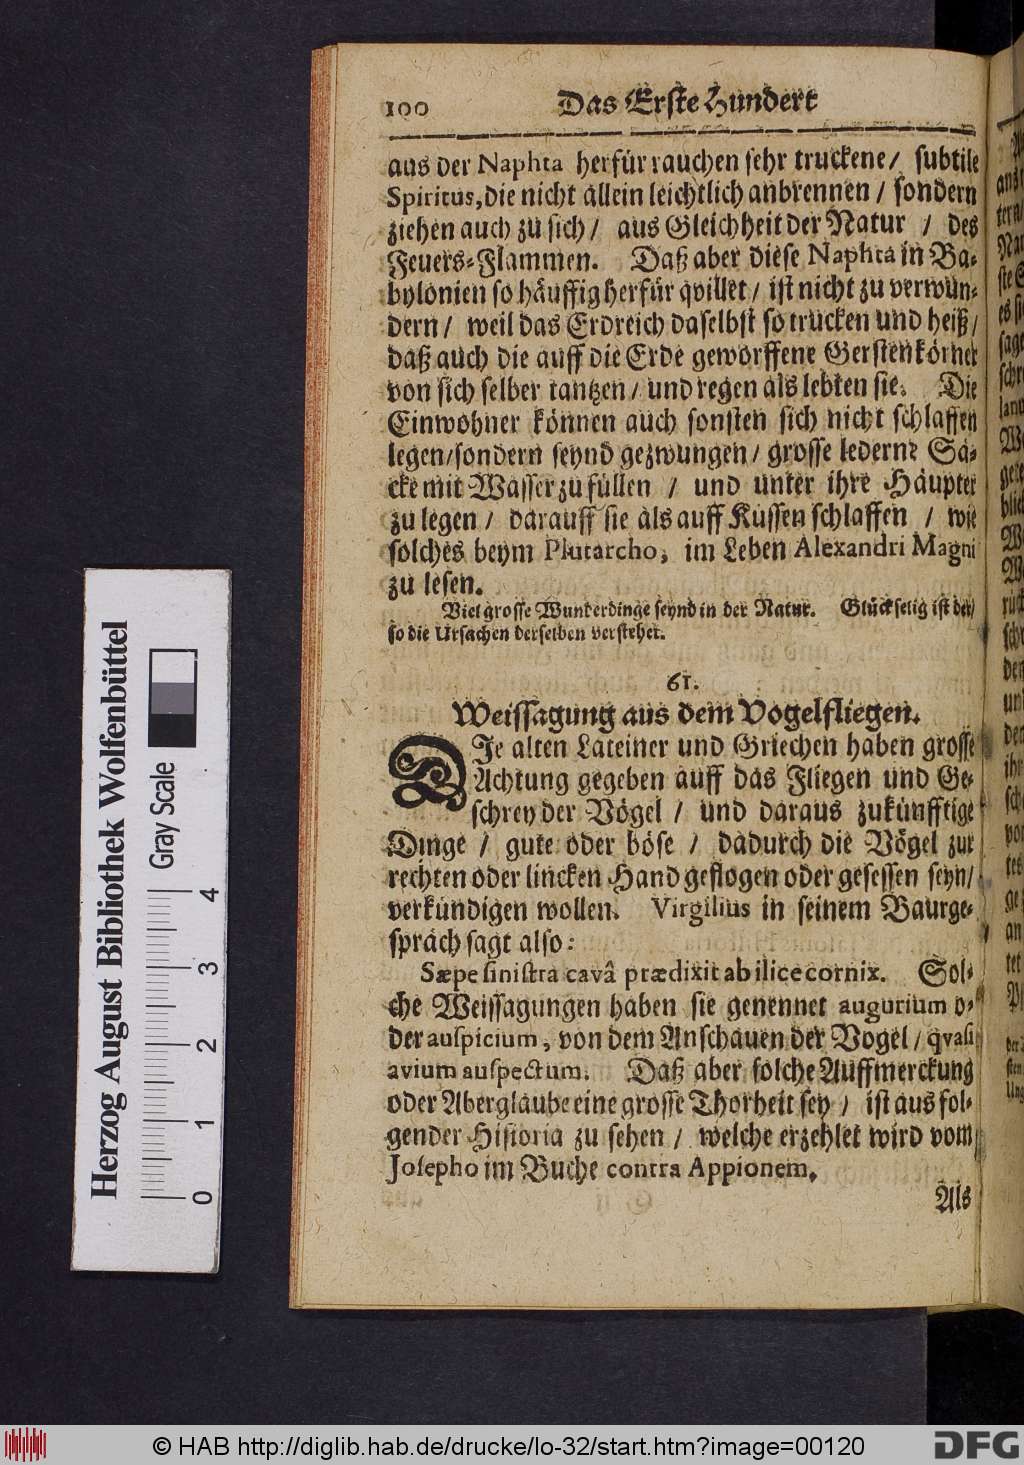 100 Das Erste Hundert
aus der Naphta herfür rauchen sehr truckene / subtile
Spiritus, die nicht allein leichtlich anbrennen / sondern
ziehen auch zu sich / aus Gleichheit der Natur / des
Feuers-Flammen. Daß aber diese Naphta in Ba-
bylonien so häuffig herfür qvillet / ist nicht zu verwun-
dern / weil das Erdreich daselbst so trucken und heiß /
daß auch die auff die Erde geworffene Gerstenkörner
von sich selber tantzen / und regen als lebten sie. Die
Einwohner können auch sonsten sich nicht schlaffen
legen / sondern seynd gezwungen / grosse lederne Sä-
cke mit Wasser zu füllen / und unter ihre Häupter
zu legen / darauff sie als auff Küssen schlaffen / wie
solches beym Plutarcho, im Leben Alexandri Magni
zu lesen.
Viel grosse Wunderdinge seynd in der Natur. Glückselig ist der /
so die Ursachen derselben verstehet.
61.
Weissagung aus dem Vogelfliegen.
DIe alten Lateiner und Griechen haben grosse
Achtung gegeben auff das Fliegen und Ge-
schrey der Vögel / und daraus zukünfftige
Dinge / gute oder böse / dadurch die Vögel zur
rechten oder lincken Hand geflogen oder gesessen seyn /
verkündigen wollen. Virgilius in seinem Baurge-
spräch sagt also:
Sæpe sinistra cavâ prædixit ab ilice cornix. Sol-
che Weissagungen haben sie genennet augurium o-
der auspicium, von dem Anschauen der Vogel / qvasi
avium auspectum. Daß aber solche Auffmerckung
oder Aberglaube eine grosse Thorheit sey / ist aus fol-
gender Historia zu sehen / welche erzehlet wird vom
Josepho im Buche contra Appionem.
Als
Herzog August Bibliothek Wolfenbüttel
Gray Scale
0 1 2 3 4
© HAB http://diglib.hab.de/drucke/lo-32/start.htm?image=00120
DFG